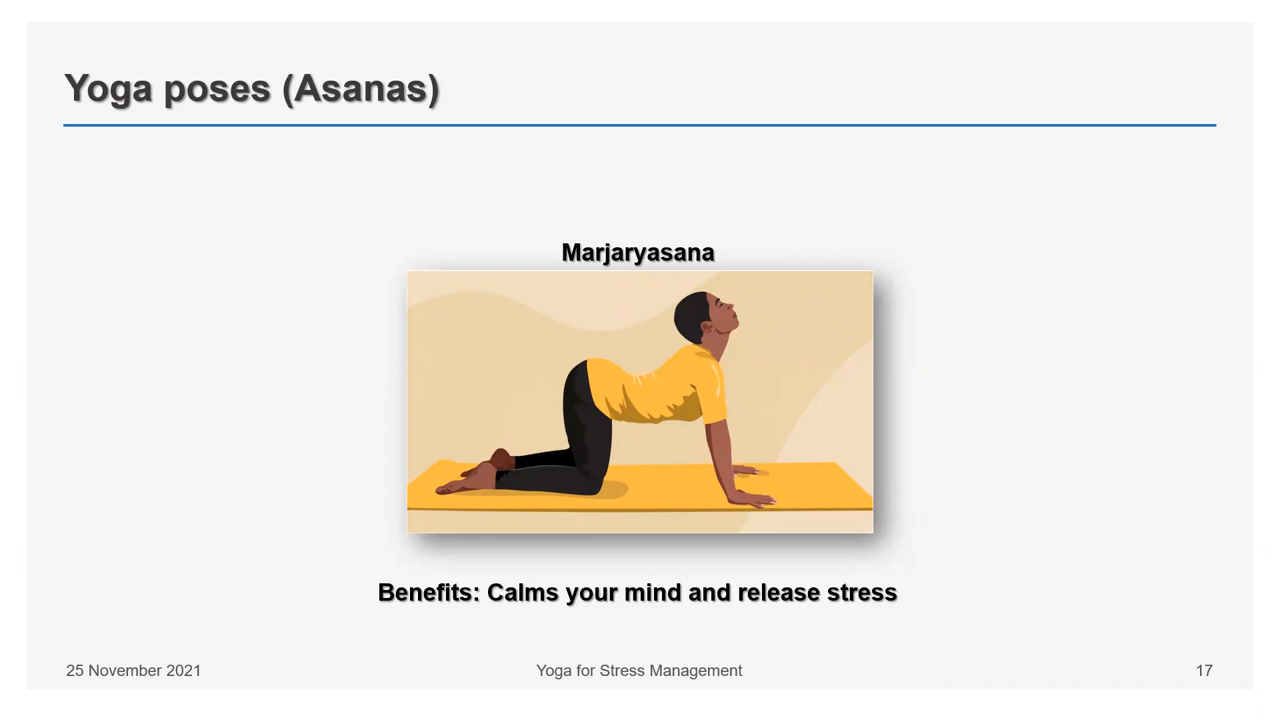 Yoga poses (Asanas)
Marjaryasana
Benefits: Calms your mind and release stress
25 November 2021
Yoga for Stress Management
17